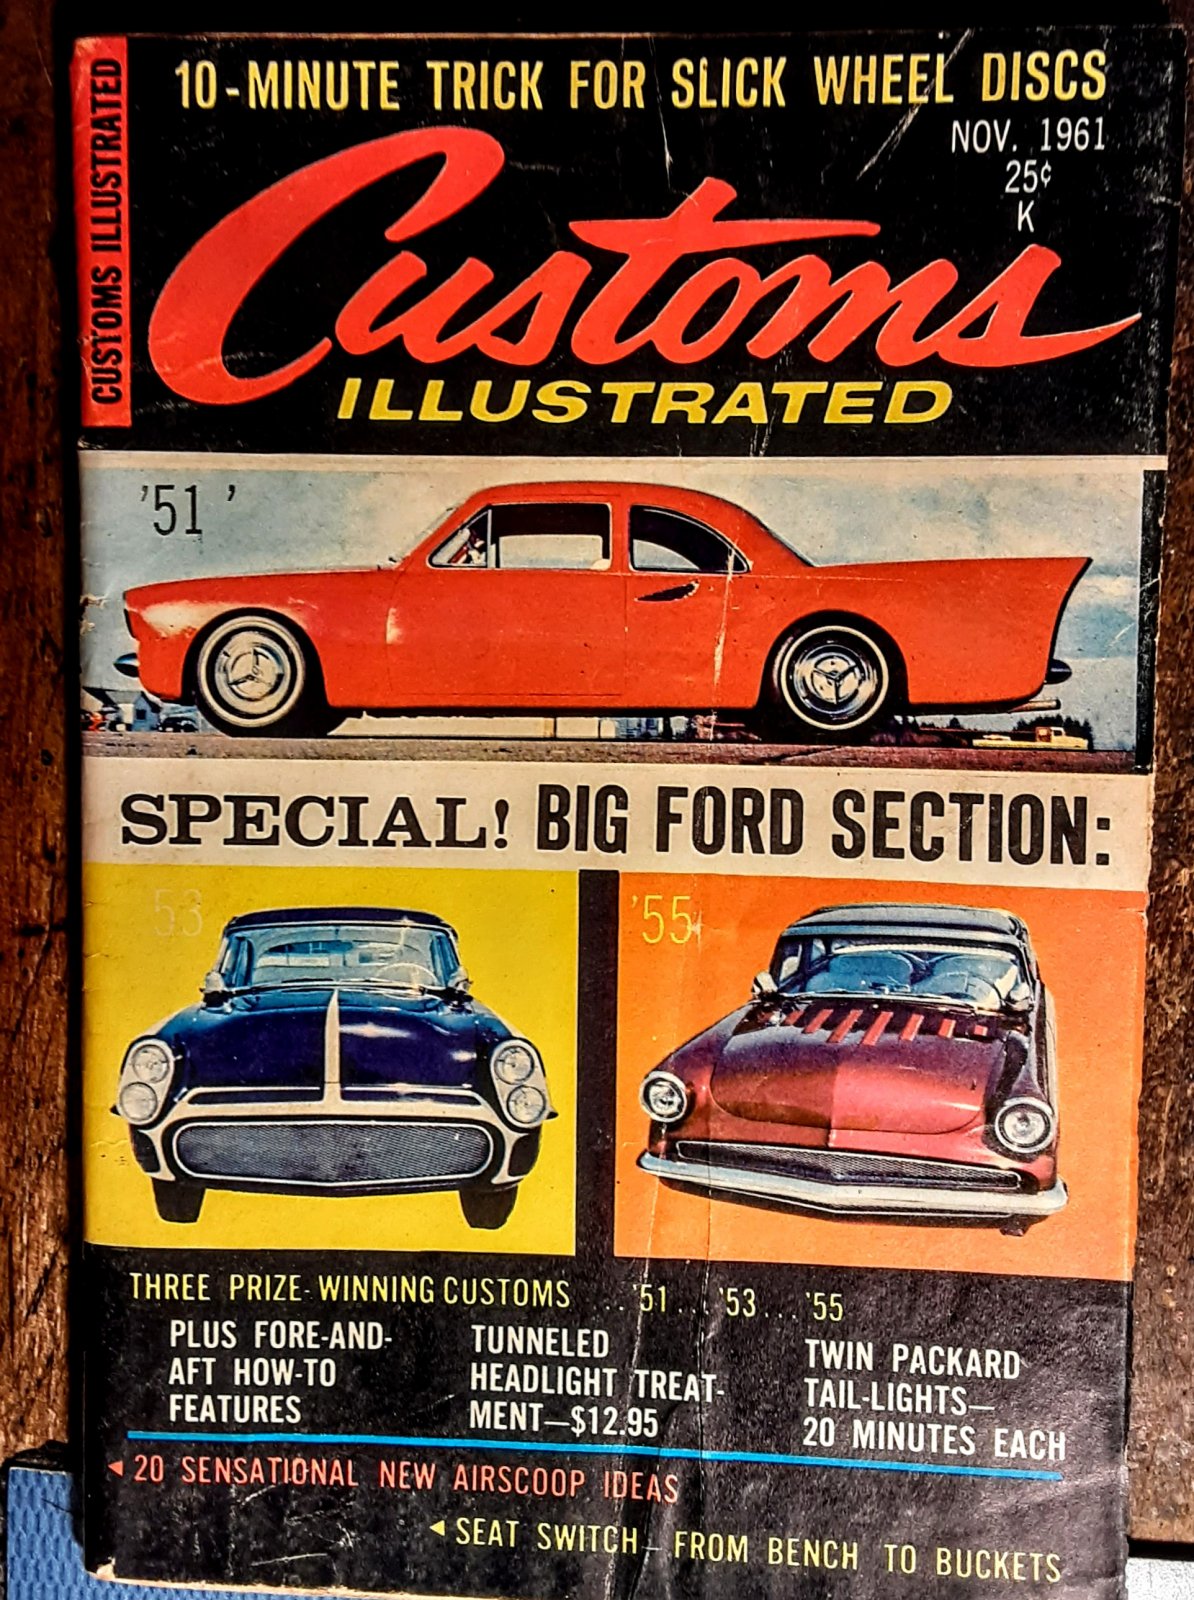 CUSTOMS ILLUSTRATED
10-MINUTE TRICK FOR SLICK WHEEL DISCS
NOV. 1961
25¢
K
Customs
ILLUSTRATED
'51 '
SPECIAL! BIG FORD SECTION:
53
'55
THREE PRIZE-WINNING CUSTOMS ...'51...'53...'55
PLUS FORE-AND-
AFT HOW-TO
FEATURES
TUNNELED
HEADLIGHT TREAT-
MENT—$12.95
TWIN PACKARD
TAIL-LIGHTS—
20 MINUTES EACH
20 SENSATIONAL NEW AIRSCOOP IDEAS
SEAT SWITCH—FROM BENCH TO BUCKETS